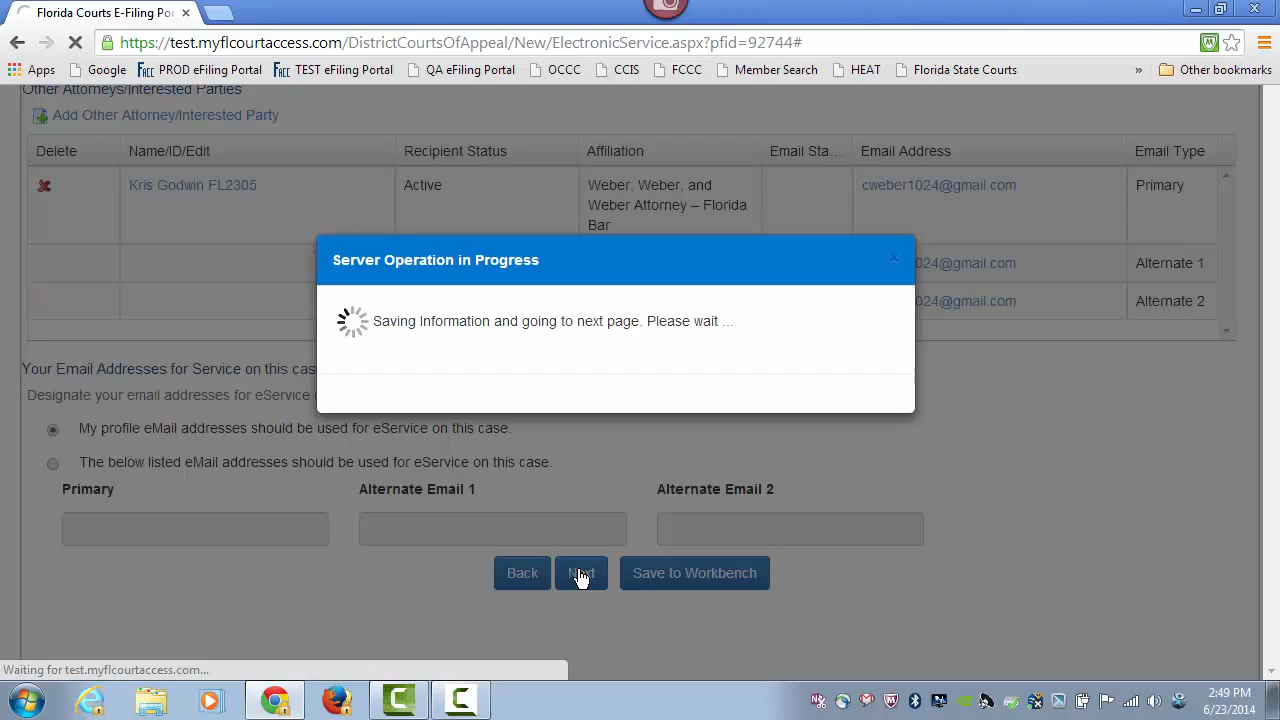 Florida Courts E-Filing Po
https://test.myflcourtaccess.com/DistrictCourtsOfAppeal/New/ElectronicService.aspx?pfid=92744#
Apps Google PROD eFiling Portal TEST eFiling Portal QA eFiling Portal OCCC CCIS FCCC Member Search HEAT Florida State Courts » Other bookmarks
Other Attorneys/Interested Parties
Add Other Attorney/Interested Party
Delete Name/ID/Edit Recipient Status Affiliation Email Sta... Email Address Email Type
Kris Godwin FL2305 Active Weber, Weber, and cweber1024@gmail.com Primary
Weber Attorney – Florida
Bar
Server Operation in Progress
024@gmail.com Alternate 1
024@gmail.com Alternate 2
Saving Information and going to next page. Please wait ...
Your Email Addresses for Service on this cas
Designate your email addresses for eService o
My profile eMail addresses should be used for eService on this case.
The below listed eMail addresses should be used for eService on this case.
Primary Alternate Email 1 Alternate Email 2
Back Next Save to Workbench
Waiting for test.myflcourtaccess.com...
2:49 PM
6/23/2014